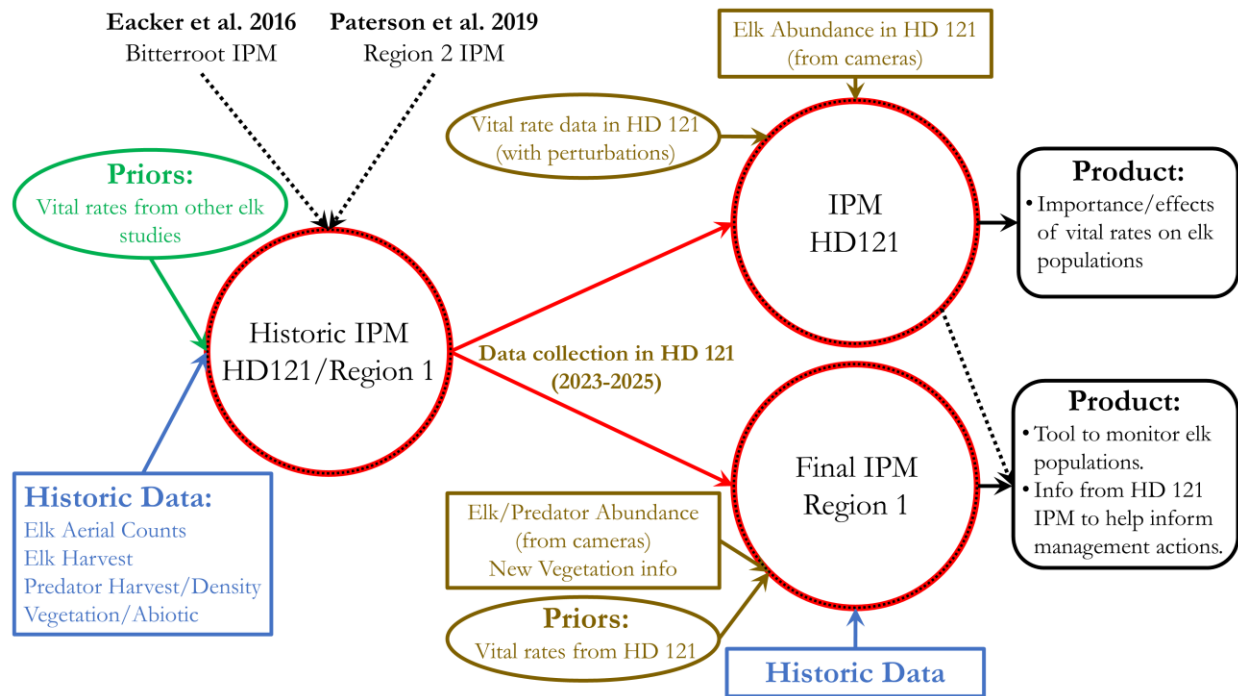 Eacker et al. 2016
Bitterroot IPM
Paterson et al. 2019
Region 2 IPM
Priors:
Vital rates from other elk
studies
Historic IPM
HD121/Region 1
Historic Data:
Elk Aerial Counts
Elk Harvest
Predator Harvest/Density
Vegetation/Abiotic
Data collection in HD 121
(2023-2025)
Elk Abundance in HD 121
(from cameras)
Vital rate data in HD 121
(with perturbations)
IPM
HD121
Product:
• Importance/effects
of vital rates on elk
populations
Final IPM
Region 1
Elk/Predator Abundance
(from cameras)
New Vegetation info
Priors:
Vital rates from HD 121
Historic Data
Product:
• Tool to monitor elk
populations.
• Info from HD 121
IPM to help inform
management actions.